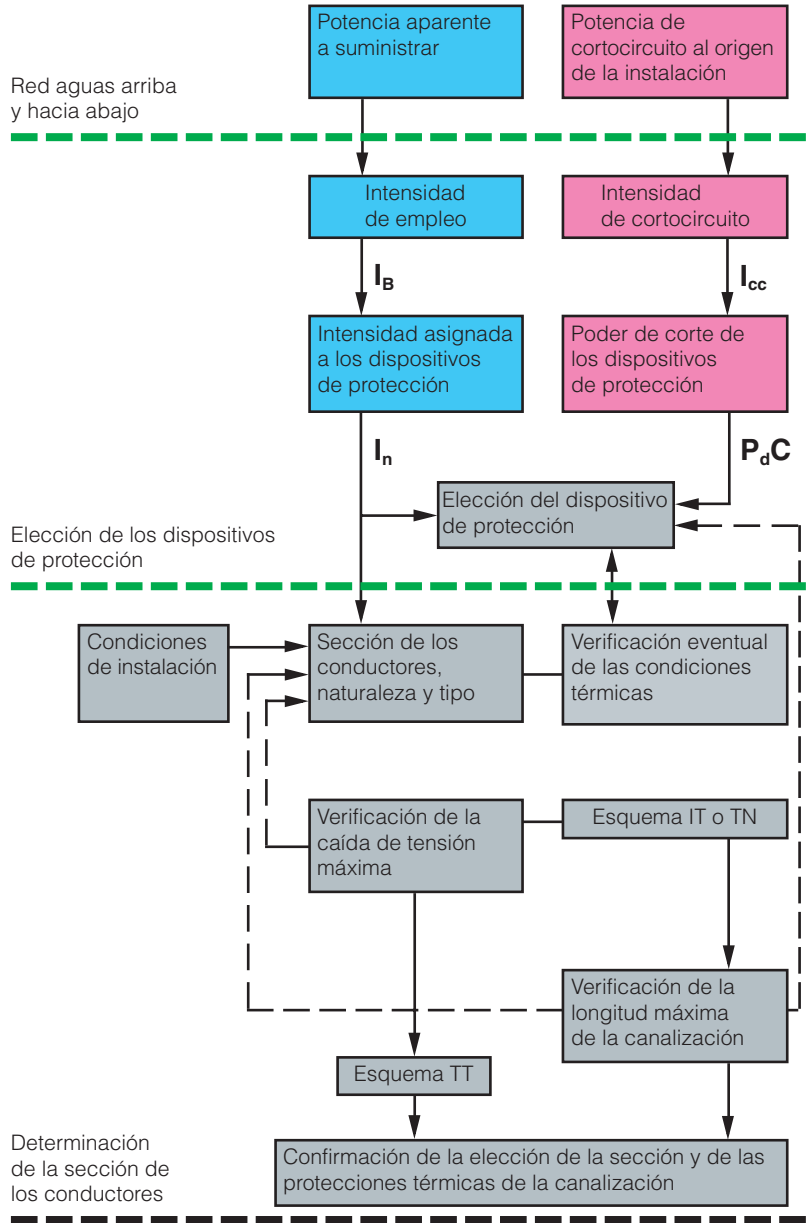 Potencia aparente
a suministrar
Potencia de
cortocircuito al origen
de la instalación
Red aguas arriba
y hacia abajo
Intensidad
de empleo
Intensidad
de cortocircuito
I_B
I_cc
Intensidad asignada
a los dispositivos
de protección
Poder de corte de
los dispositivos
de protección
I_n
P_dC
Elección del dispositivo
de protección
Elección de los dispositivos
de protección
Condiciones
de instalación
Sección de los
conductores,
naturaleza y tipo
Verificación eventual
de las condiciones
térmicas
Verificación de la
caída de tensión
máxima
Esquema IT o TN
Verificación de la
longitud máxima
de la canalización
Esquema TT
Determinación
de la sección de
los conductores
Confirmación de la elección de la sección y de las
protecciones térmicas de la canalización